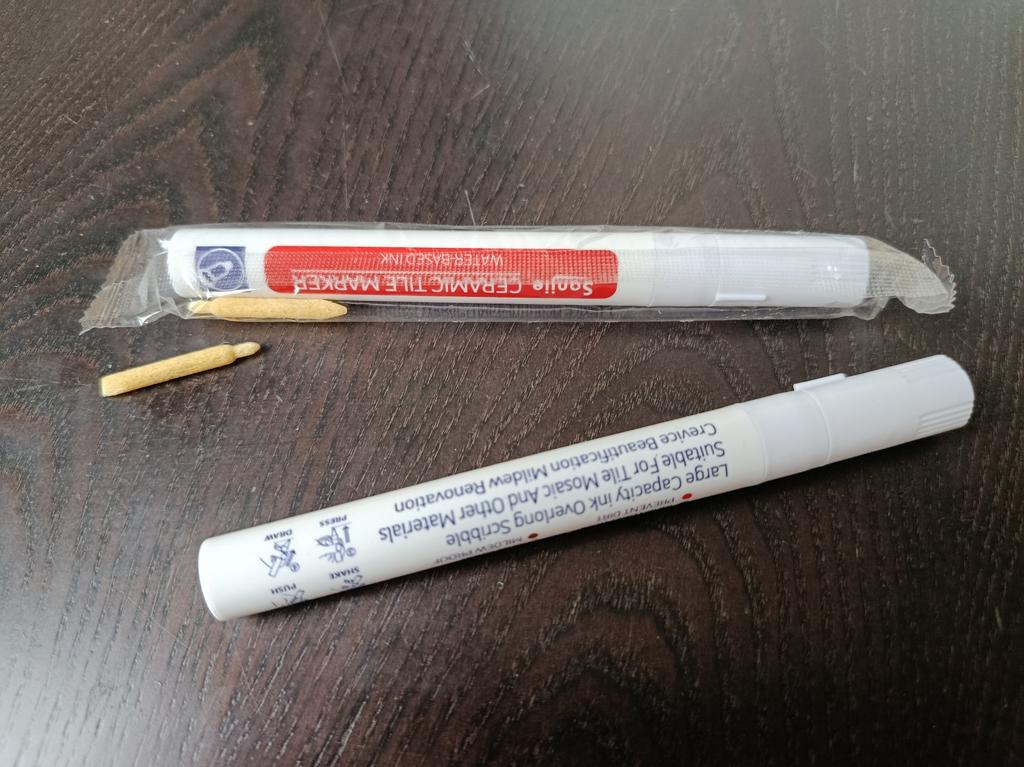 Sanjie CERAMIC TILE MARKER
WATER-BASED INK
PREVENT DIRT
MILDEW PROOF
Large Capacity ink Overlong Scribble
Suitable For Tile Mosaic And Other Materials
Crevice Beautification Mildew Renovation
SHAKE
PUSH
PRESS
DRAW